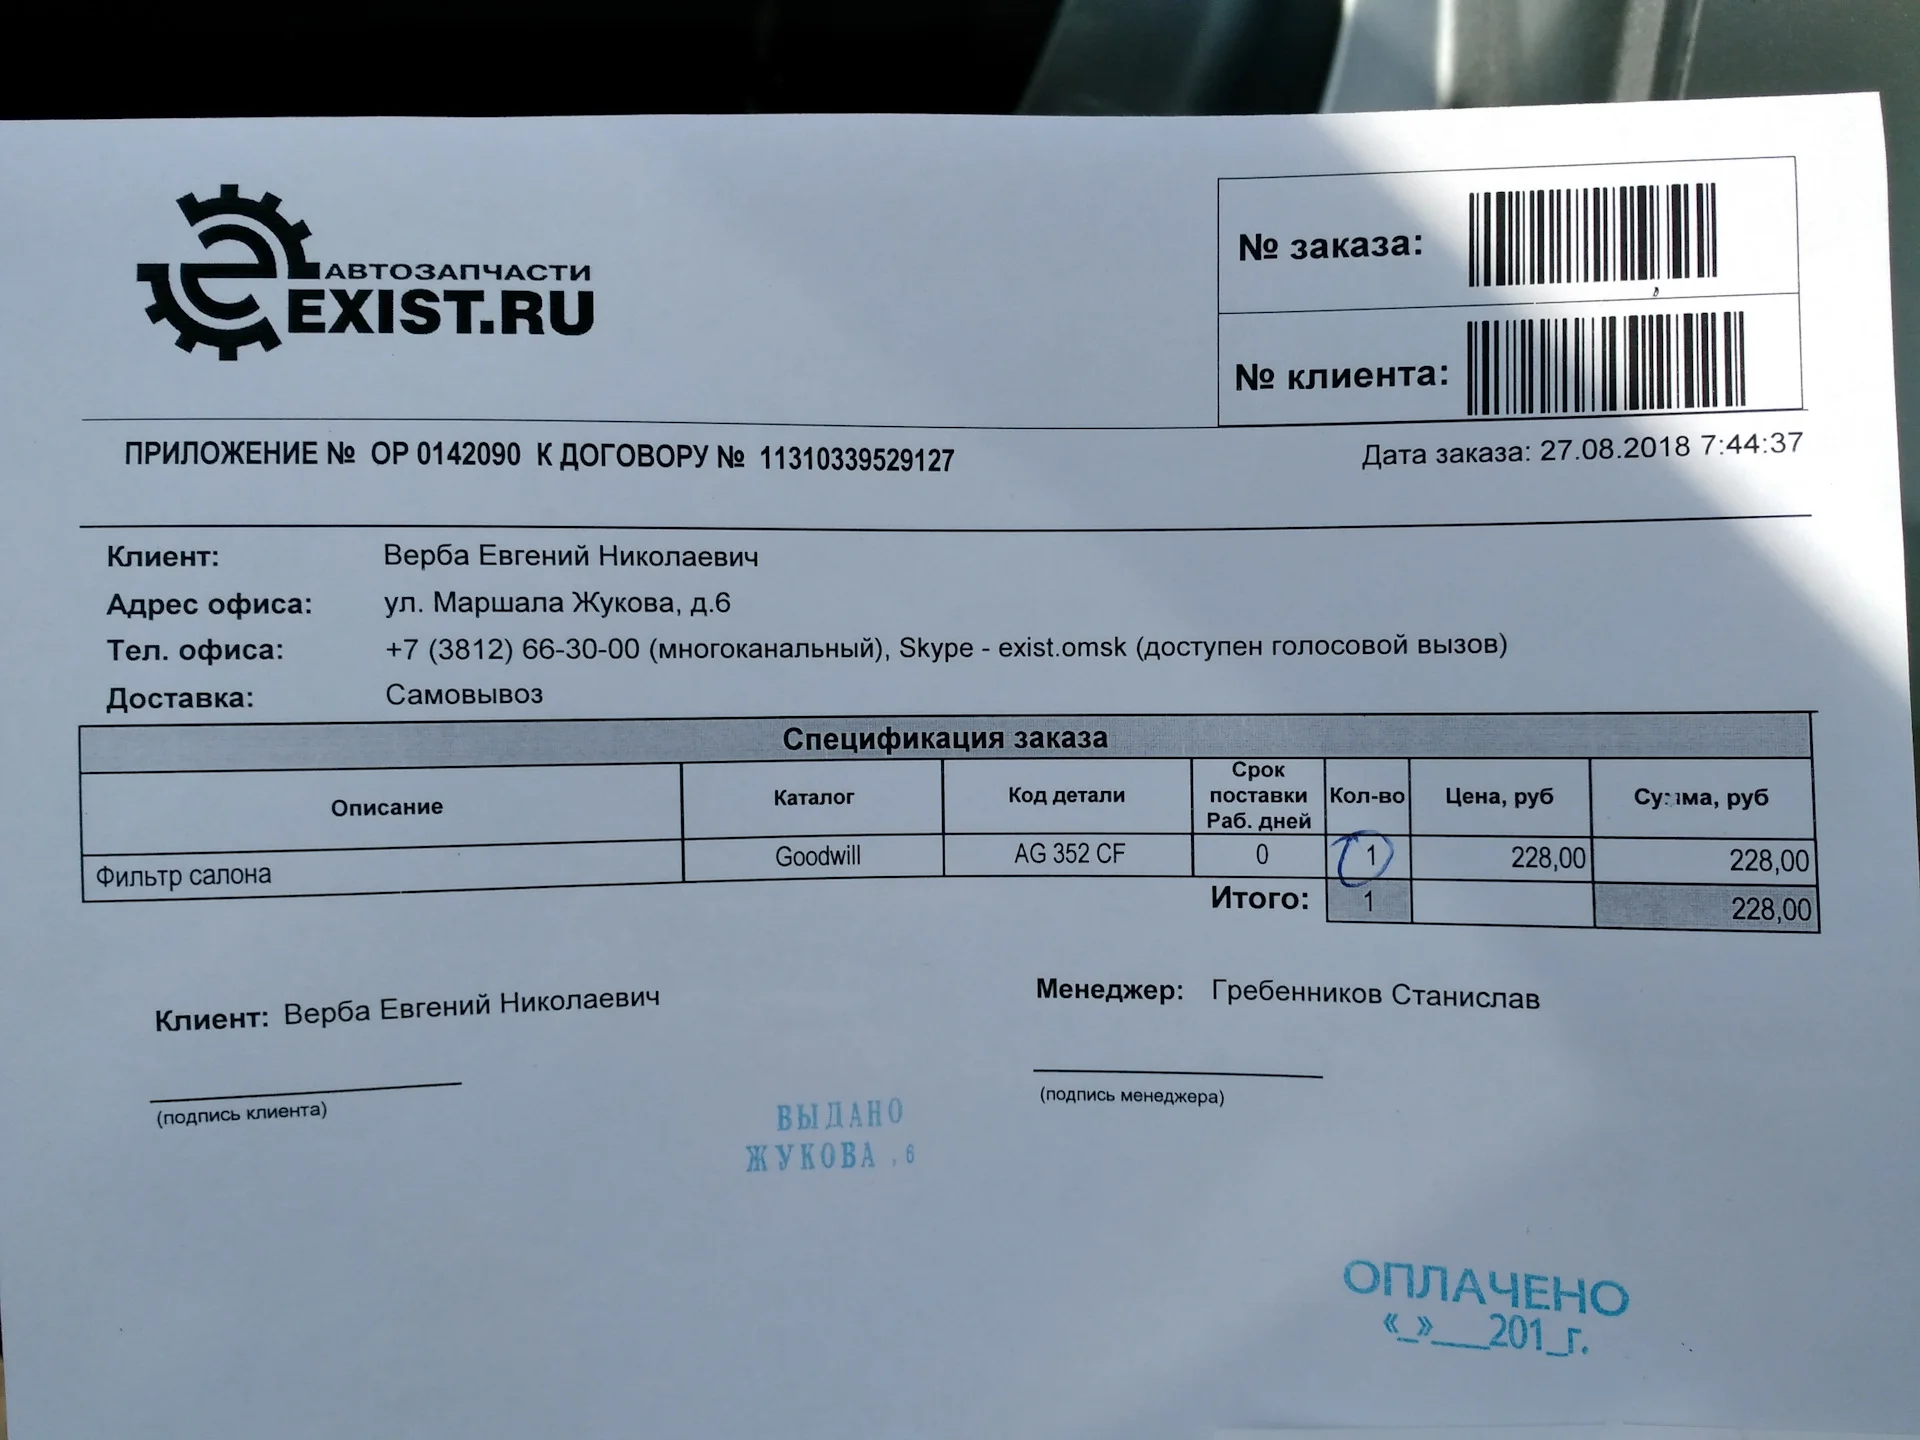 АВТОЗАПЧАСТИ
EXIST.RU
№ заказа:
№ клиента:
ПРИЛОЖЕНИЕ № ОР 0142090 К ДОГОВОРУ № 11310339529127
Дата заказа: 27.08.2018 7:44:37
Клиент: Верба Евгений Николаевич
Адрес офиса: ул. Маршала Жукова, д.6
Тел. офиса: +7 (3812) 66-30-00 (многоканальный), Skype - exist.omsk (доступен голосовой вызов)
Доставка: Самовывоз
Спецификация заказа
Описание Каталог Код детали Срок поставки Раб. дней Кол-во Цена, руб Сумма, руб
Фильтр салона Goodwill AG 352 CF 0 1 228,00 228,00
Итого: 1 228,00
Клиент: Верба Евгений Николаевич
Менеджер: Гребенников Станислав
(подпись клиента)
(подпись менеджера)
ВЫДАНО
ЖУКОВА .6
ОПЛАЧЕНО
«_»___201_г.